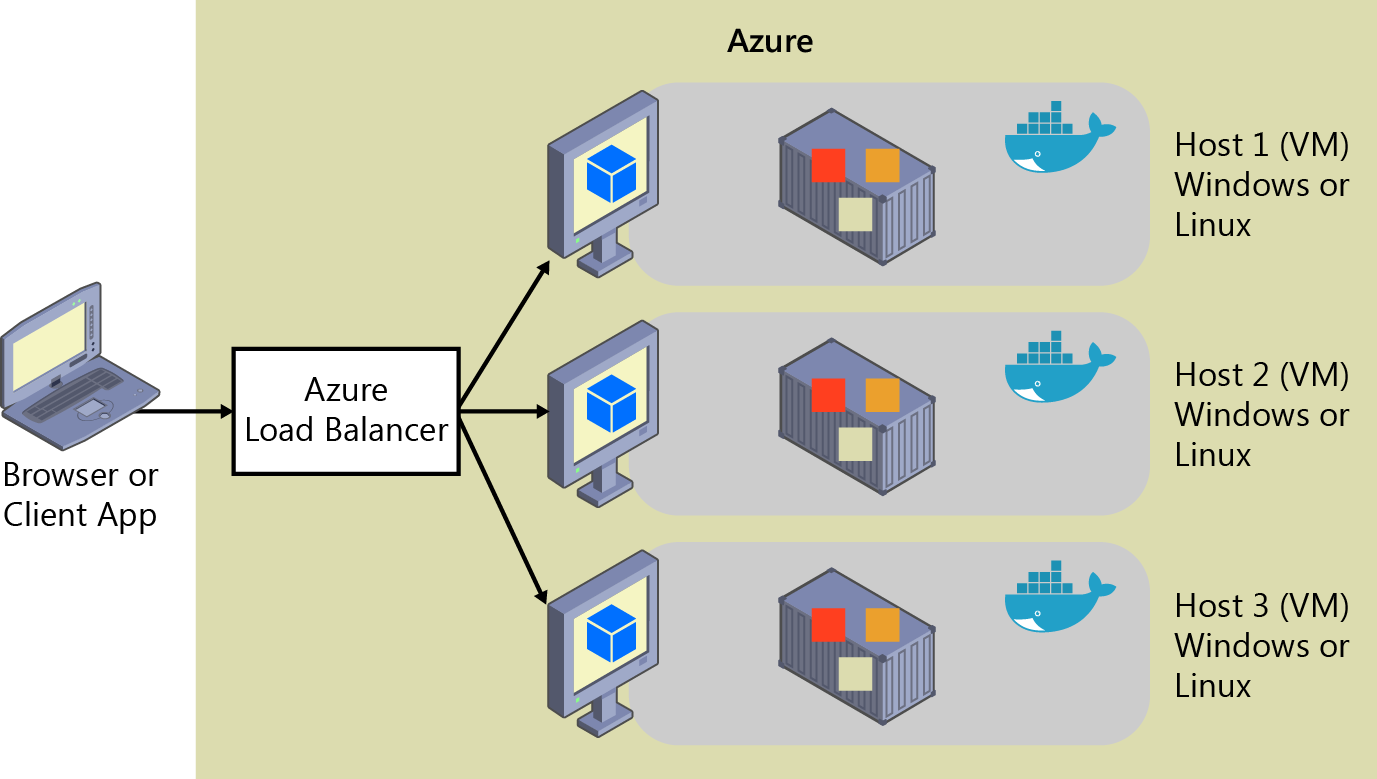 Azure
Host 1 (VM)
Windows or
Linux
Azure
Load Balancer
Browser or
Client App
Host 2 (VM)
Windows or
Linux
Host 3 (VM)
Windows or
Linux